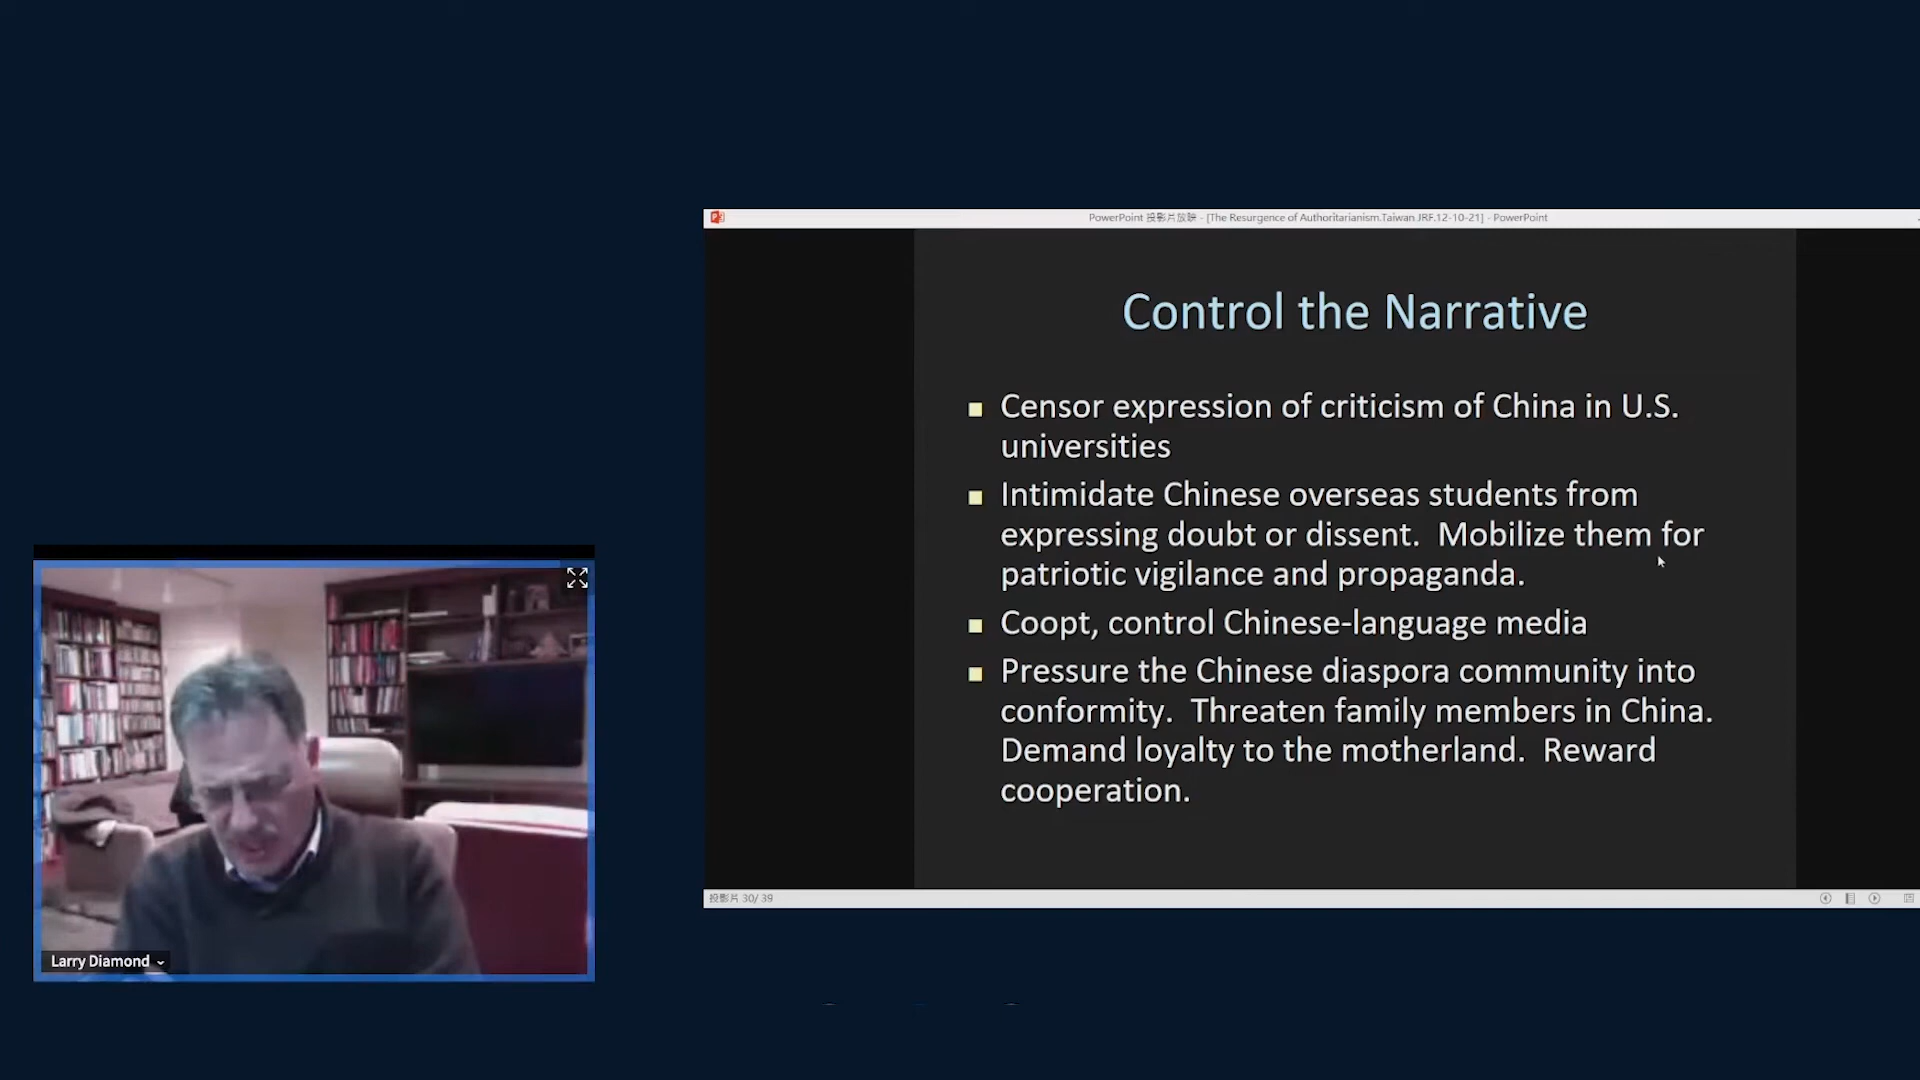 PowerPoint 投影片放映 - [The Resurgence of Authoritarianism.Taiwan.JRF.12-10-21] - PowerPoint
Control the Narrative
Censor expression of criticism of China in U.S.
universities
Intimidate Chinese overseas students from
expressing doubt or dissent. Mobilize them for
patriotic vigilance and propaganda.
Coopt, control Chinese-language media
Pressure the Chinese diaspora community into
conformity. Threaten family members in China.
Demand loyalty to the motherland. Reward
cooperation.
投影片 30/ 39
Larry Diamond